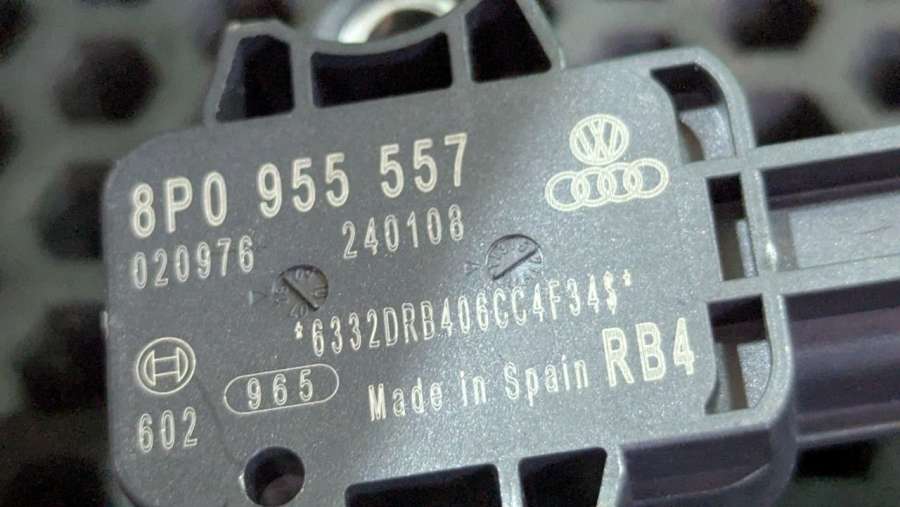 8P0 955 557
020976 240108
*6332DRB406CC4F34$*
965 Made in Spain RB4
602